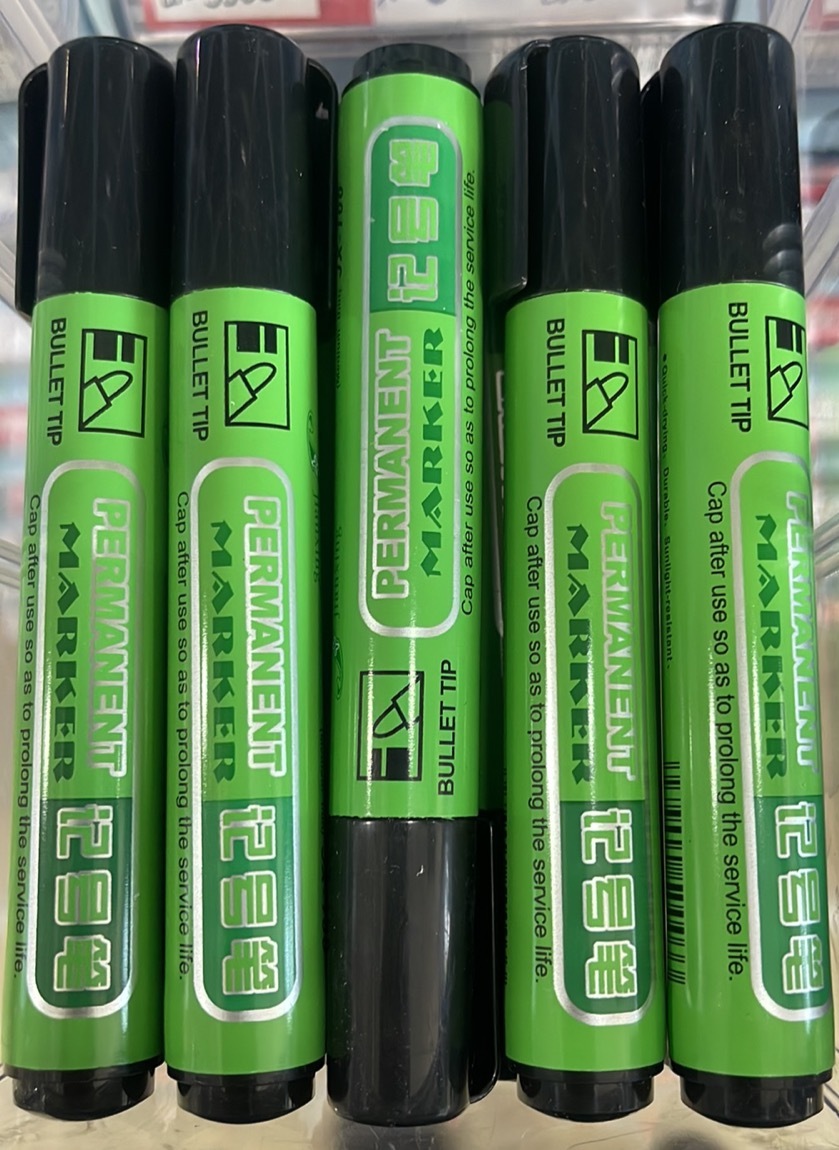 BULLET TIP
PERMANENT
MARKER
记号笔
Cap after use so as to prolong the service life.
BULLET TIP
PERMANENT
MARKER
记号笔
Cap after use so as to prolong the service life.
PERMANENT
MARKER
记号笔
Cap after use so as to prolong the service life.
BULLET TIP
BULLET TIP
PERMANENT
MARKER
记号笔
Cap after use so as to prolong the service life.
BULLET TIP
PERMANENT
MARKER
记号笔
Cap after use so as to prolong the service life.
Quick-drying. Durable. Sunlight-resistant.